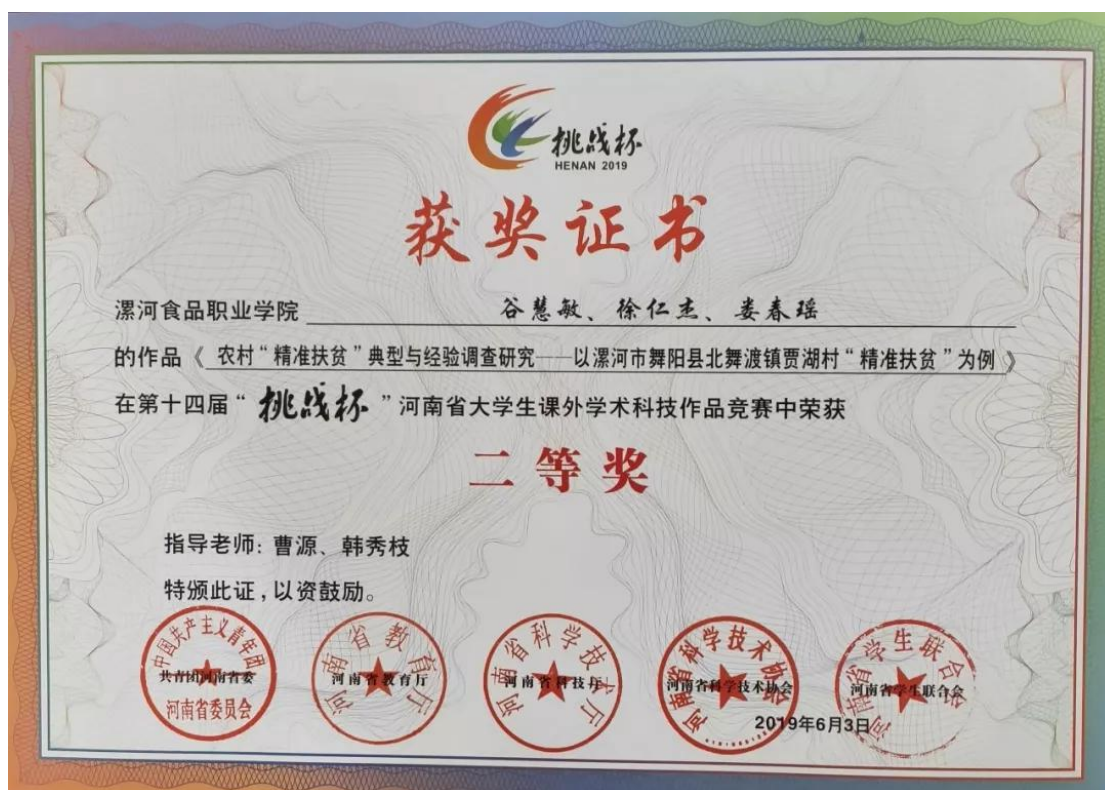 挑战杯
HENAN 2019
获奖证书
漯河食品职业学院 谷慧敏、徐仁杰、娄春瑶
的作品《 农村“精准扶贫”典型与经验调查研究——以漯河市舞阳县北舞渡镇贾湖村“精准扶贫”为例 》
在第十四届“挑战杯”河南省大学生课外学术科技作品竞赛中荣获
二等奖
指导老师: 曹源、韩秀枝
特颁此证,以资鼓励。
中国共产主义青年团
共青团河南省委
河南省委员会
河南省教育厅
河南省教育厅
河南省科学技术厅
河南省科技厅
河南省科学技术协会
河南省科学技术协会
河南省学生联合会
河南省学生联合会
2019年6月3日